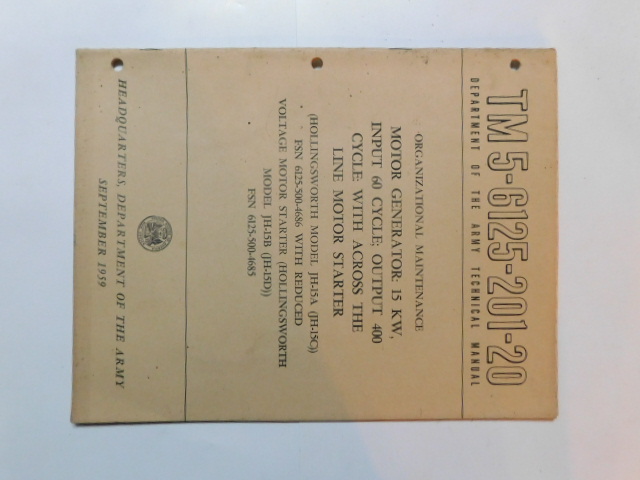 TM 5-6125-201-20
DEPARTMENT OF THE ARMY TECHNICAL MANUAL
ORGANIZATIONAL MAINTENANCE
MOTOR GENERATOR: 15 KW,
INPUT 60 CYCLE; OUTPUT 400
CYCLE: WITH ACROSS THE
LINE MOTOR STARTER
(HOLLINGSWORTH MODEL JH-15A (JH-15C))
FSN 6125-500-4686 WITH REDUCED
VOLTAGE MOTOR STARTER (HOLLINGSWORTH
MODEL JH-15B (JH-15D))
FSN 6125-500-4685
HEADQUARTERS, DEPARTMENT OF THE ARMY
SEPTEMBER 1959